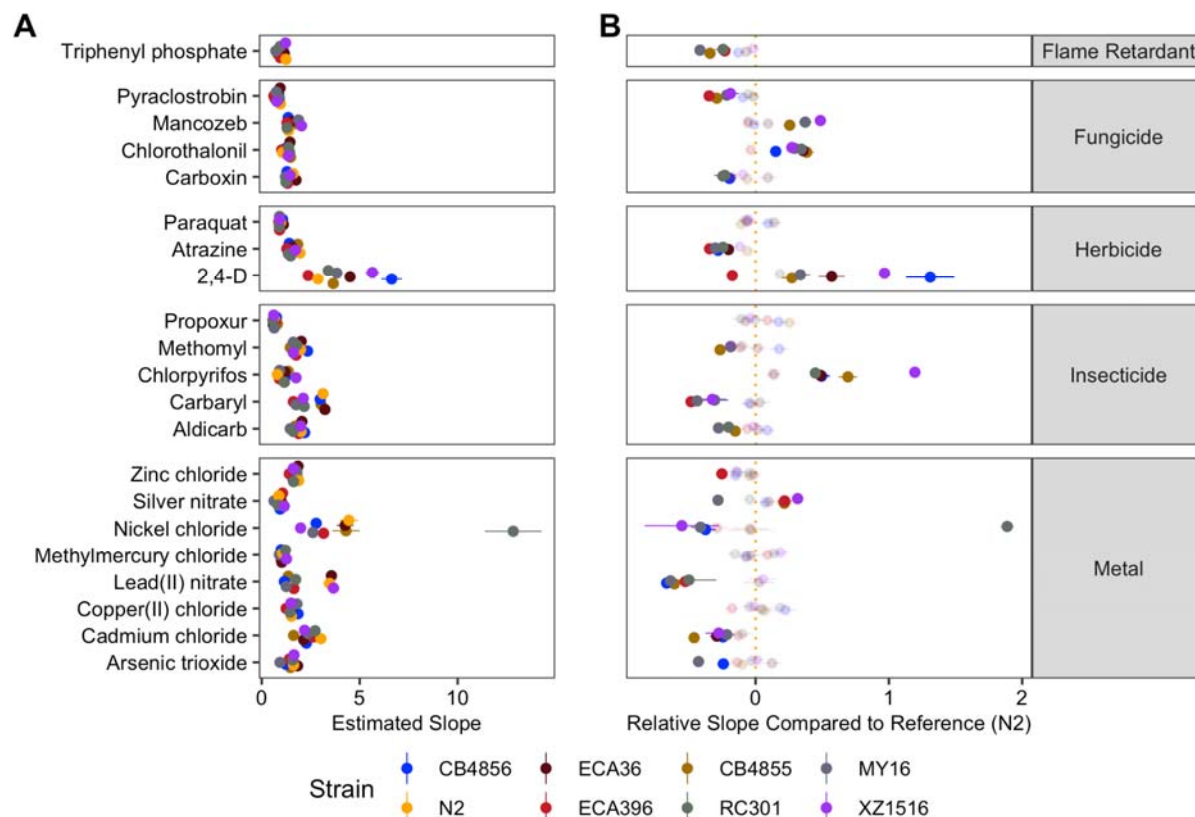 A
B
Triphenyl phosphate
Flame Retardant
Pyraclostrobin
Mancozeb
Chlorothalonil
Carboxin
Fungicide
Paraquat
Atrazine
2,4-D
Herbicide
Propoxur
Methomyl
Chlorpyrifos
Carbaryl
Aldicarb
Insecticide
Zinc chloride
Silver nitrate
Nickel chloride
Methylmercury chloride
Lead(II) nitrate
Copper(II) chloride
Cadmium chloride
Arsenic trioxide
Metal
0 5 10
0 1 2
Estimated Slope
Relative Slope Compared to Reference (N2)
Strain
CB4856 ECA36 CB4855 MY16
N2 ECA396 RC301 XZ1516